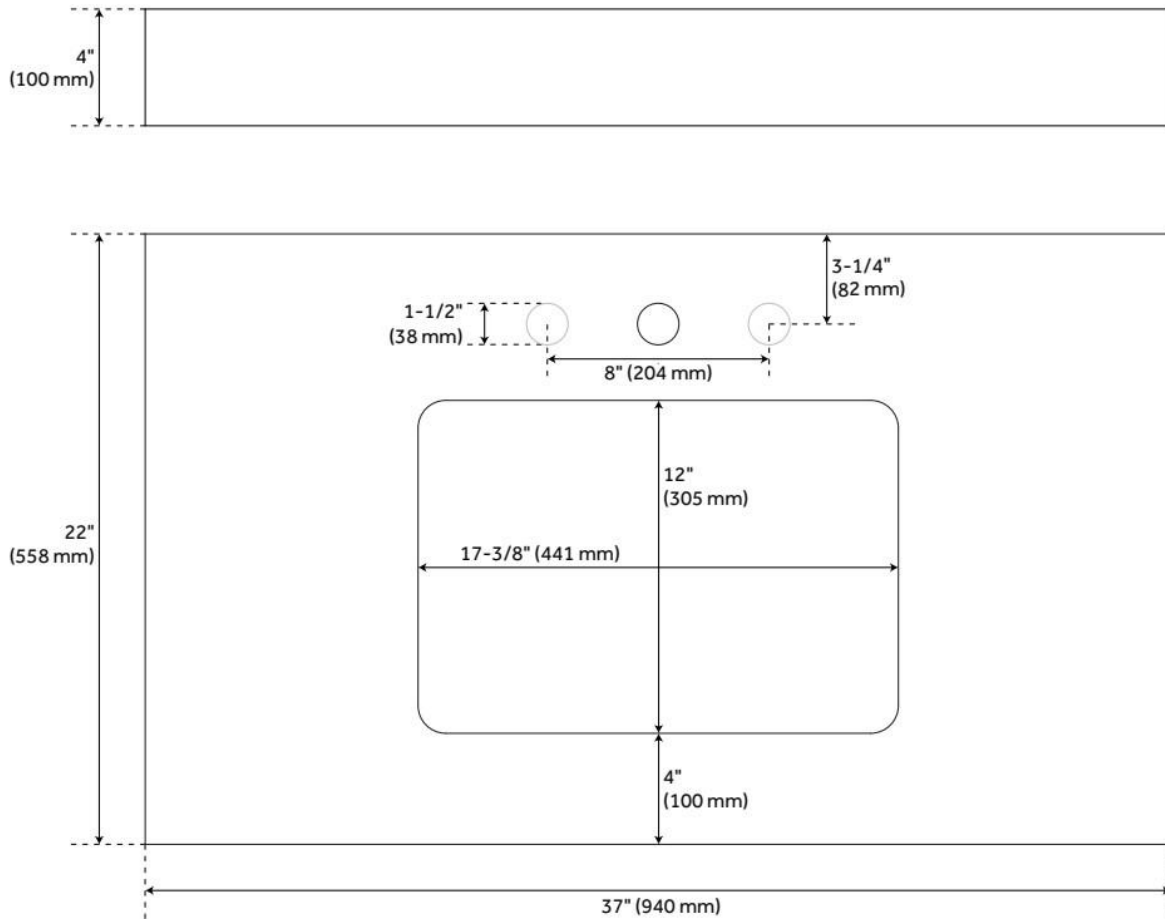 4"
(100 mm)
3-1/4"
(82 mm)
1-1/2"
(38 mm)
8" (204 mm)
12"
(305 mm)
22"
(558 mm)
17-3/8" (441 mm)
4"
(100 mm)
37" (940 mm)